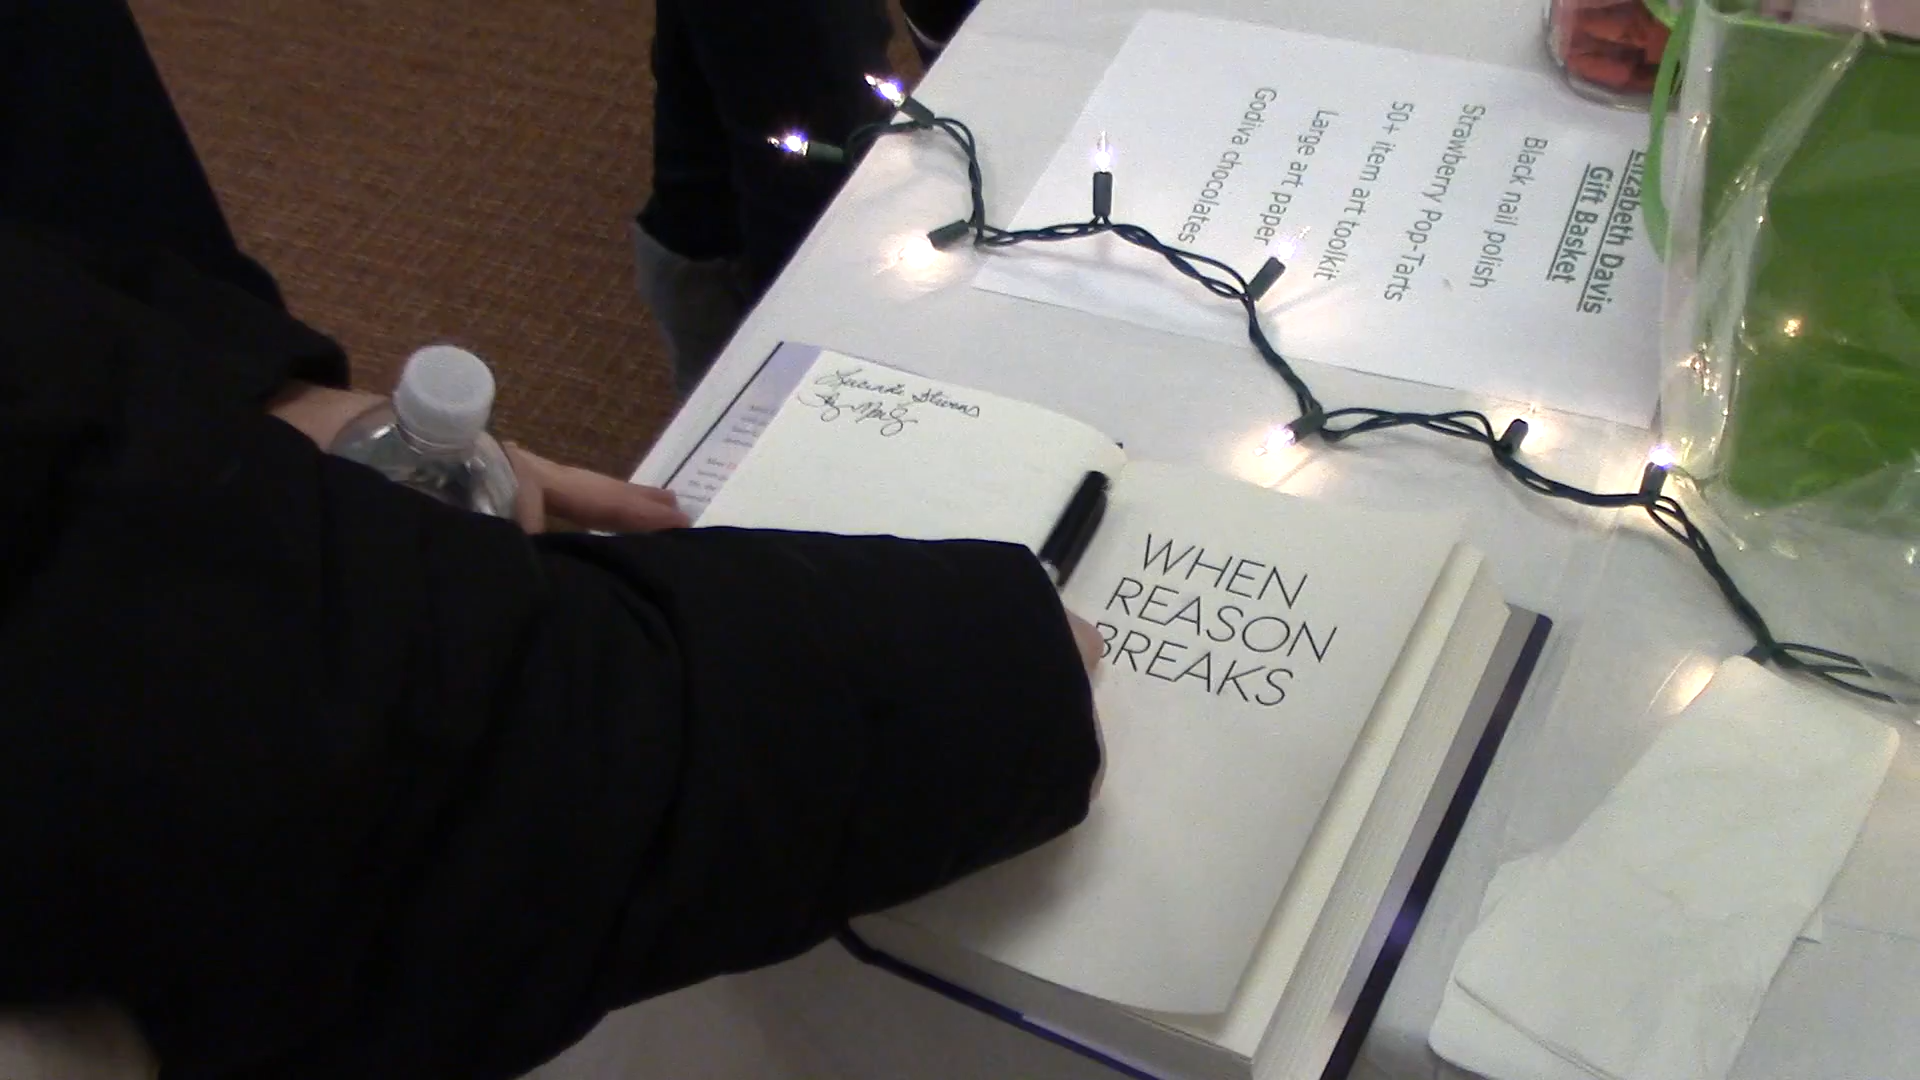 Elizabeth Davis
Gift Basket
Black nail polish
Strawberry Pop-Tarts
50+ item art toolkit
Large art paper
Godiva chocolates
Lucinda Stevens
WHEN
REASON
BREAKS